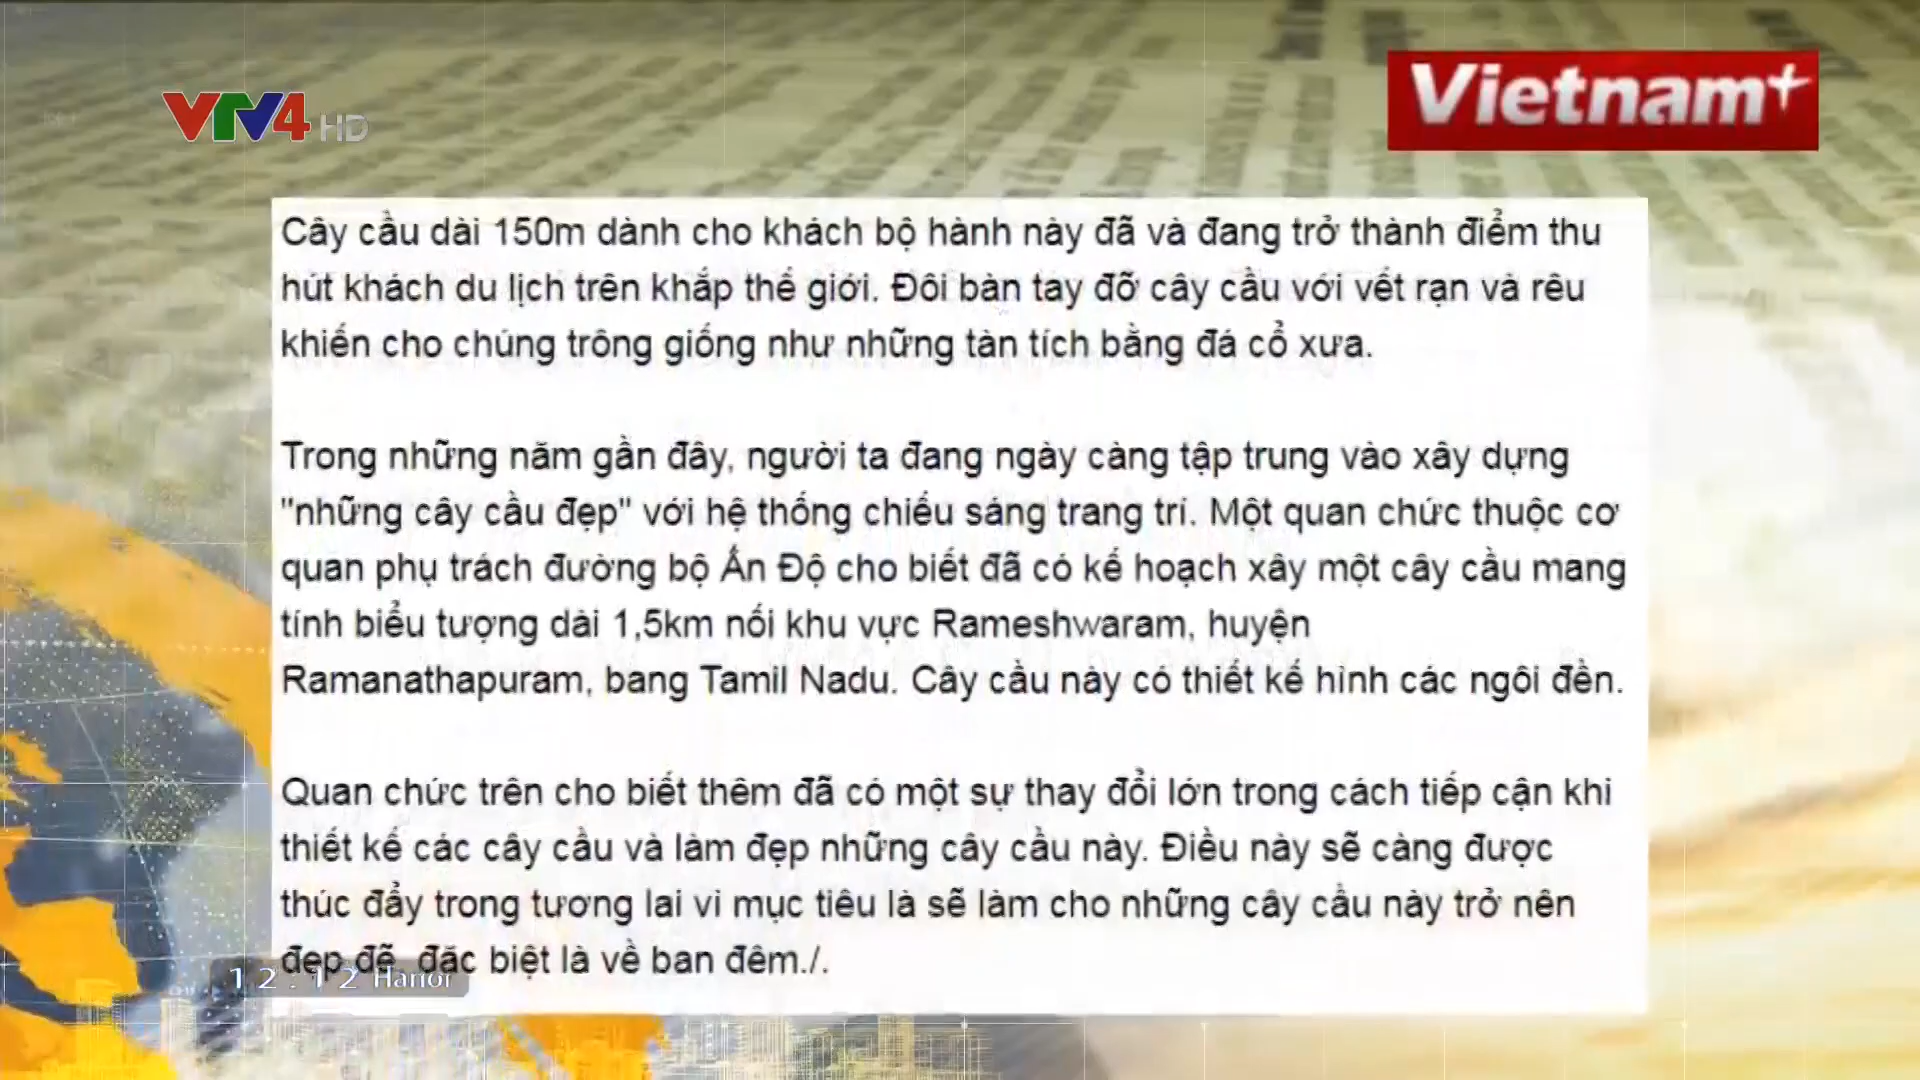 VTV4 HD
Vietnam+
Cây cầu dài 150m dành cho khách bộ hành này đã và đang trở thành điểm thu
hút khách du lịch trên khắp thế giới. Đôi bàn tay đỡ cây cầu với vết rạn và rêu
khiến cho chúng trông giống như những tàn tích bằng đá cổ xưa.
Trong những năm gần đây, người ta đang ngày càng tập trung vào xây dựng
"những cây cầu đẹp" với hệ thống chiếu sáng trang trí. Một quan chức thuộc cơ
quan phụ trách đường bộ Ấn Độ cho biết đã có kế hoạch xây một cây cầu mang
tính biểu tượng dài 1,5km nối khu vực Rameshwaram, huyện
Ramanathapuram, bang Tamil Nadu. Cây cầu này có thiết kế hình các ngôi đền.
Quan chức trên cho biết thêm đã có một sự thay đổi lớn trong cách tiếp cận khi
thiết kế các cây cầu và làm đẹp những cây cầu này. Điều này sẽ càng được
thúc đẩy trong tương lai vì mục tiêu là sẽ làm cho những cây cầu này trở nên
đẹp đẽ, đặc biệt là về ban đêm./.
12:12 Hanoi